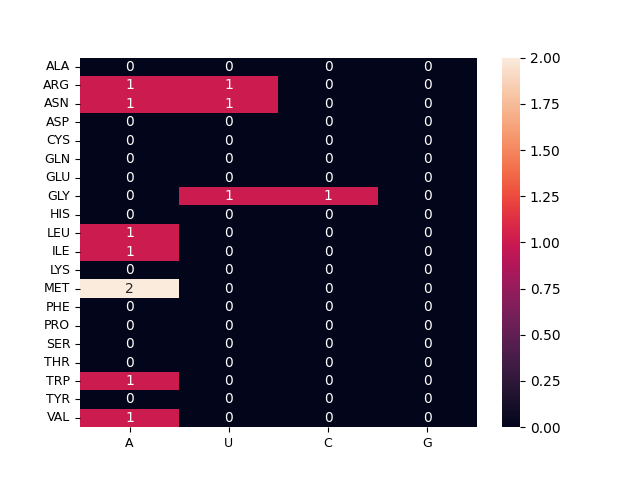 ALA 0 0 0 0
ARG 1 1 0 0
ASN 1 1 0 0
ASP 0 0 0 0
CYS 0 0 0 0
GLN 0 0 0 0
GLU 0 0 0 0
GLY 0 1 1 0
HIS 0 0 0 0
LEU 1 0 0 0
ILE 1 0 0 0
LYS 0 0 0 0
MET 2 0 0 0
PHE 0 0 0 0
PRO 0 0 0 0
SER 0 0 0 0
THR 0 0 0 0
TRP 1 0 0 0
TYR 0 0 0 0
VAL 1 0 0 0
A U C G
2.00
1.75
1.50
1.25
1.00
0.75
0.50
0.25
0.00